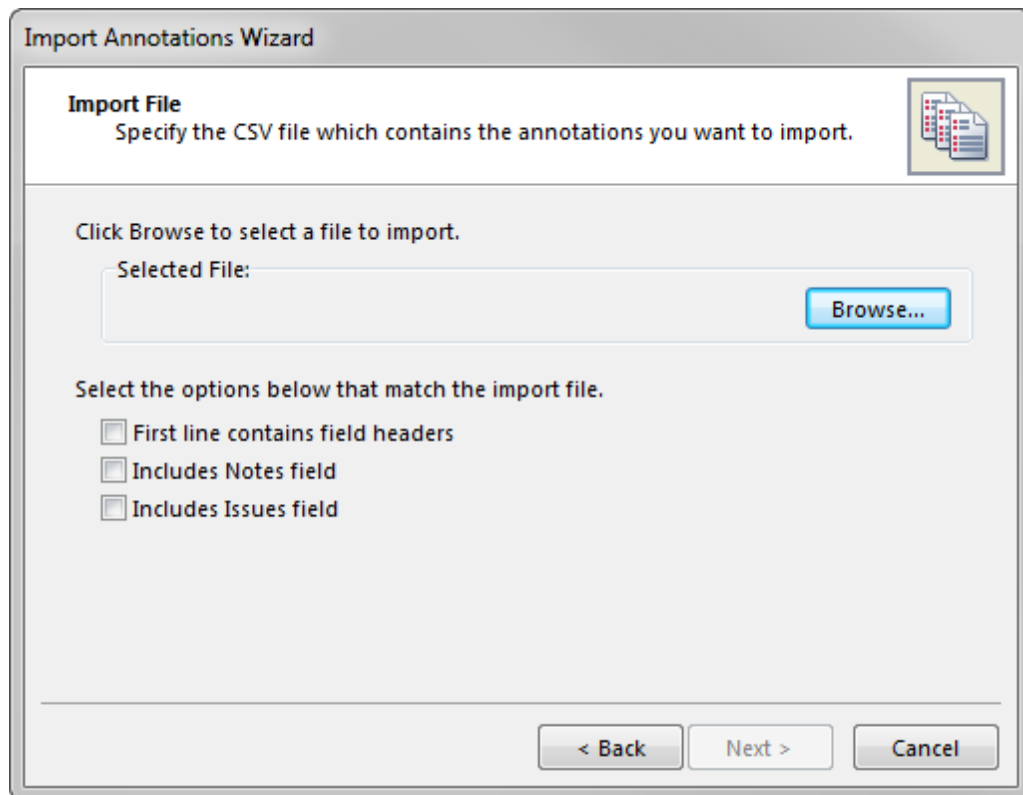 Import Annotations Wizard
Import File
Specify the CSV file which contains the annotations you want to import.
Click Browse to select a file to import.
Selected File:
Browse...
Select the options below that match the import file.
First line contains field headers
Includes Notes field
Includes Issues field
< Back
Next >
Cancel